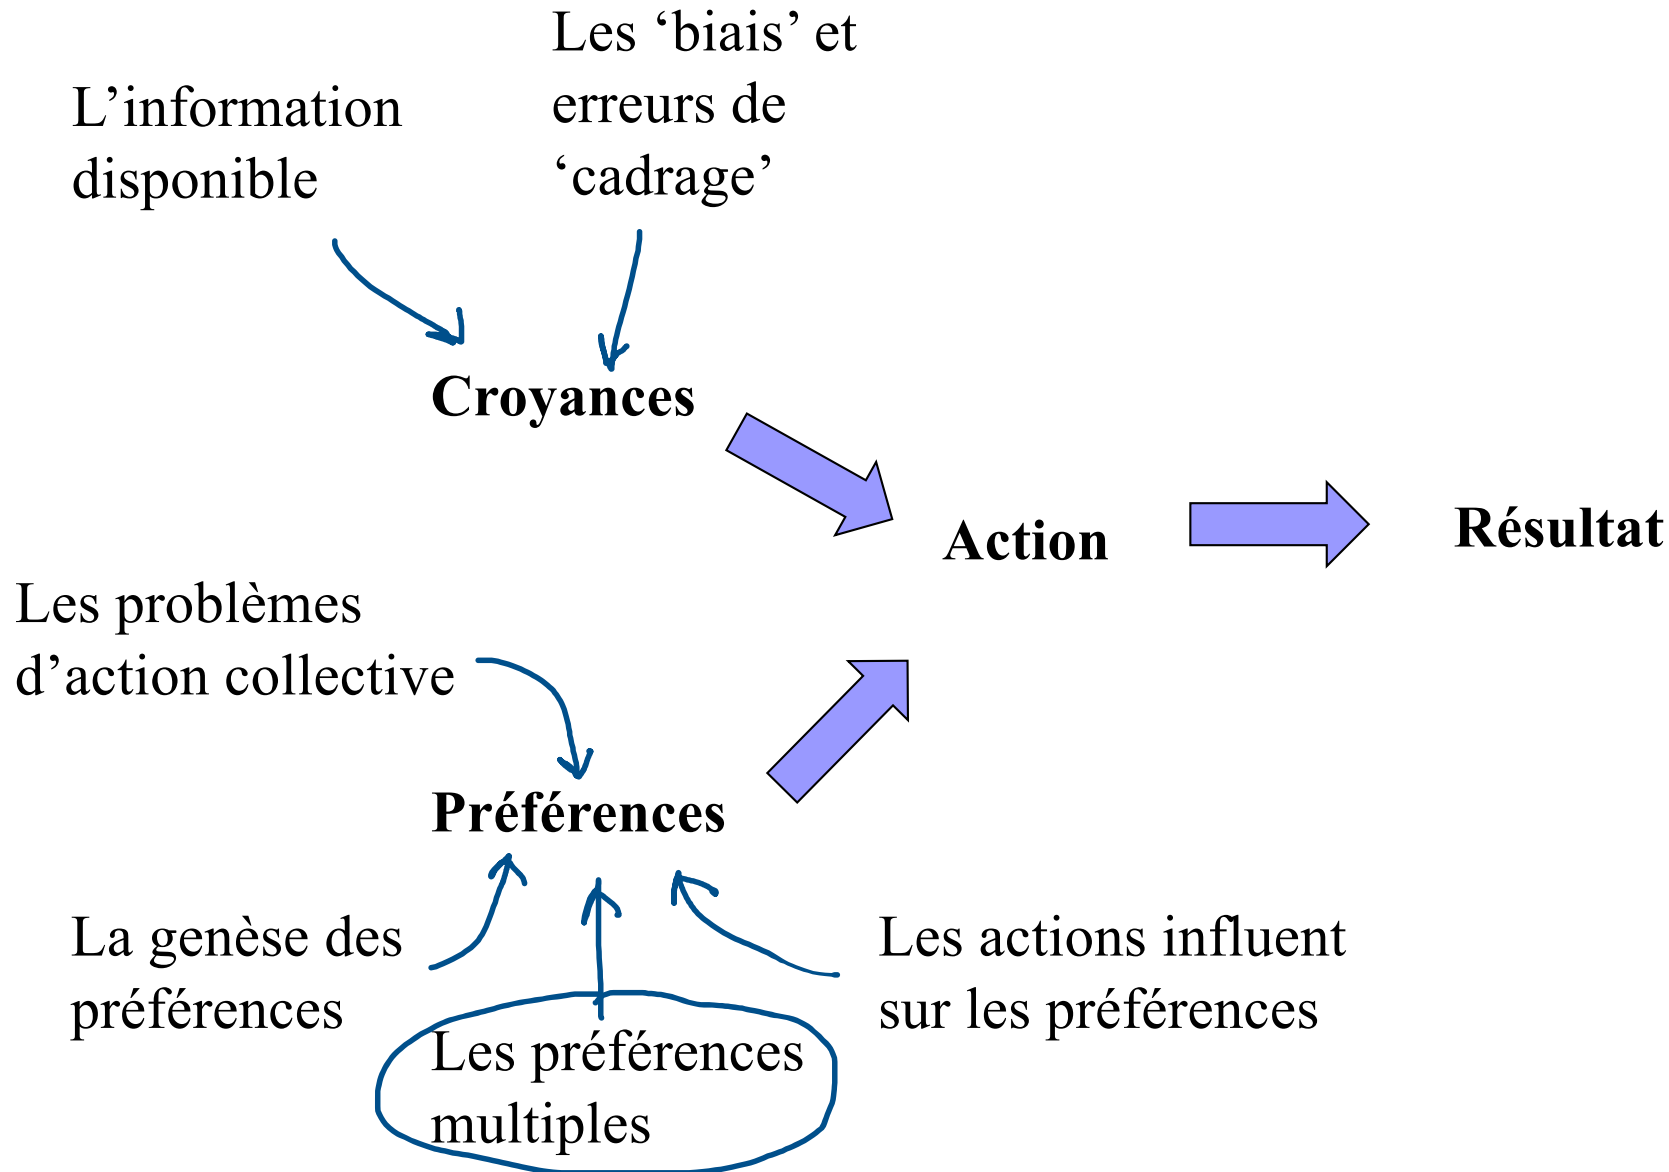 Les ‘biais’ et
erreurs de
‘cadrage’
L’information
disponible
Croyances
Action
Résultat
Les problèmes
d’action collective
Préférences
La genèse des
préférences
Les préférences
multiples
Les actions influent
sur les préférences